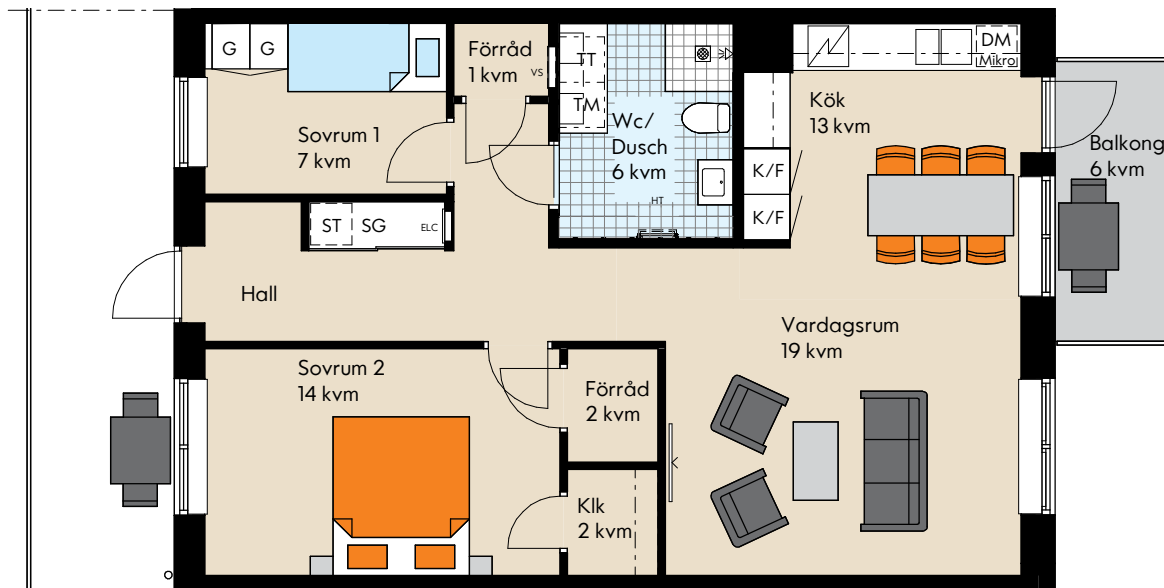 G G
Förråd
1 kvm
VS
TT
TM
DM
Mikro
Sovrum 1
7 kvm
Wc/
Dusch
6 kvm
HT
Kök
13 kvm
K/F
K/F
Balkong
6 kvm
ST SG ELC
Hall
Vardagsrum
19 kvm
Sovrum 2
14 kvm
Förråd
2 kvm
Klk
2 kvm